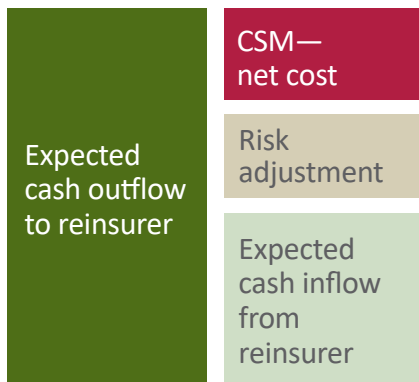 Expected
cash outflow
to reinsurer
CSM—
net cost
Risk
adjustment
Expected
cash inflow
from
reinsurer